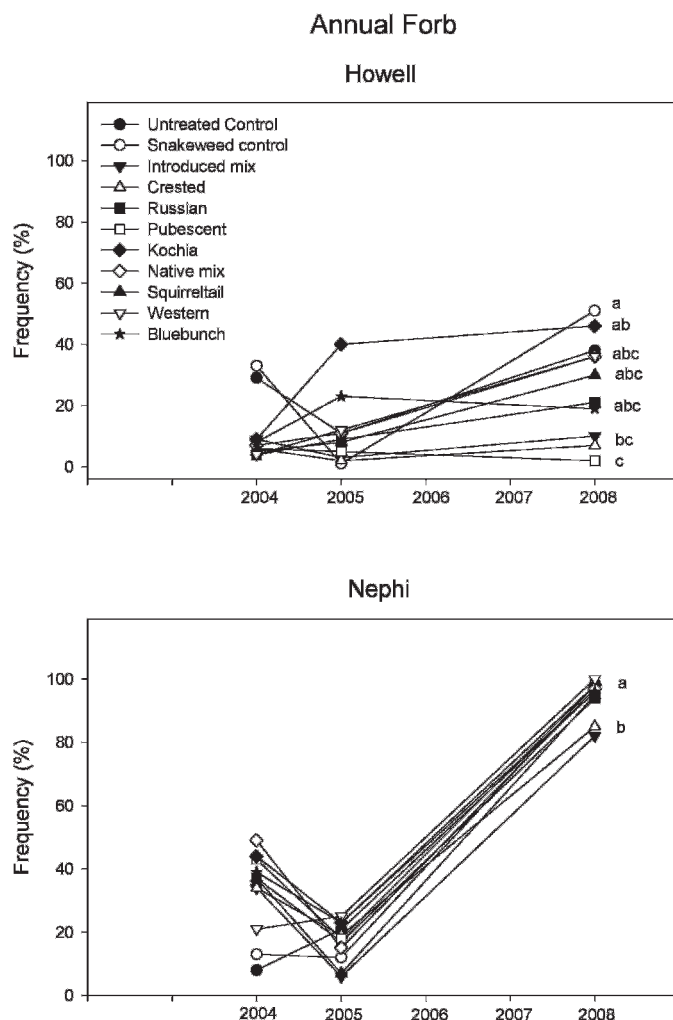 Annual Forb
Howell
Untreated Control
Snakeweed control
Introduced mix
Crested
Russian
Pubescent
Kochia
Native mix
Squirreltail
Western
Bluebunch
Frequency (%)
100
80
60
40
20
0
a
ab
abc
abc
abc
bc
c
2004 2005 2006 2007 2008
Nephi
Frequency (%)
100
80
60
40
20
0
a
b
2004 2005 2006 2007 2008